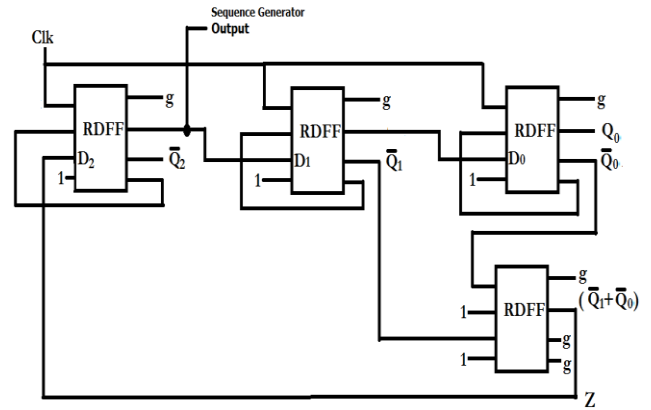 Sequence Generator
Output
Clk
g
RDFF
D2
Q̅2
1
g
RDFF
D1
Q̅1
1
g
RDFF
Q0
D0
Q̅0
1
g
(Q̅1+Q̅0)
1
RDFF
g
1
g
Z